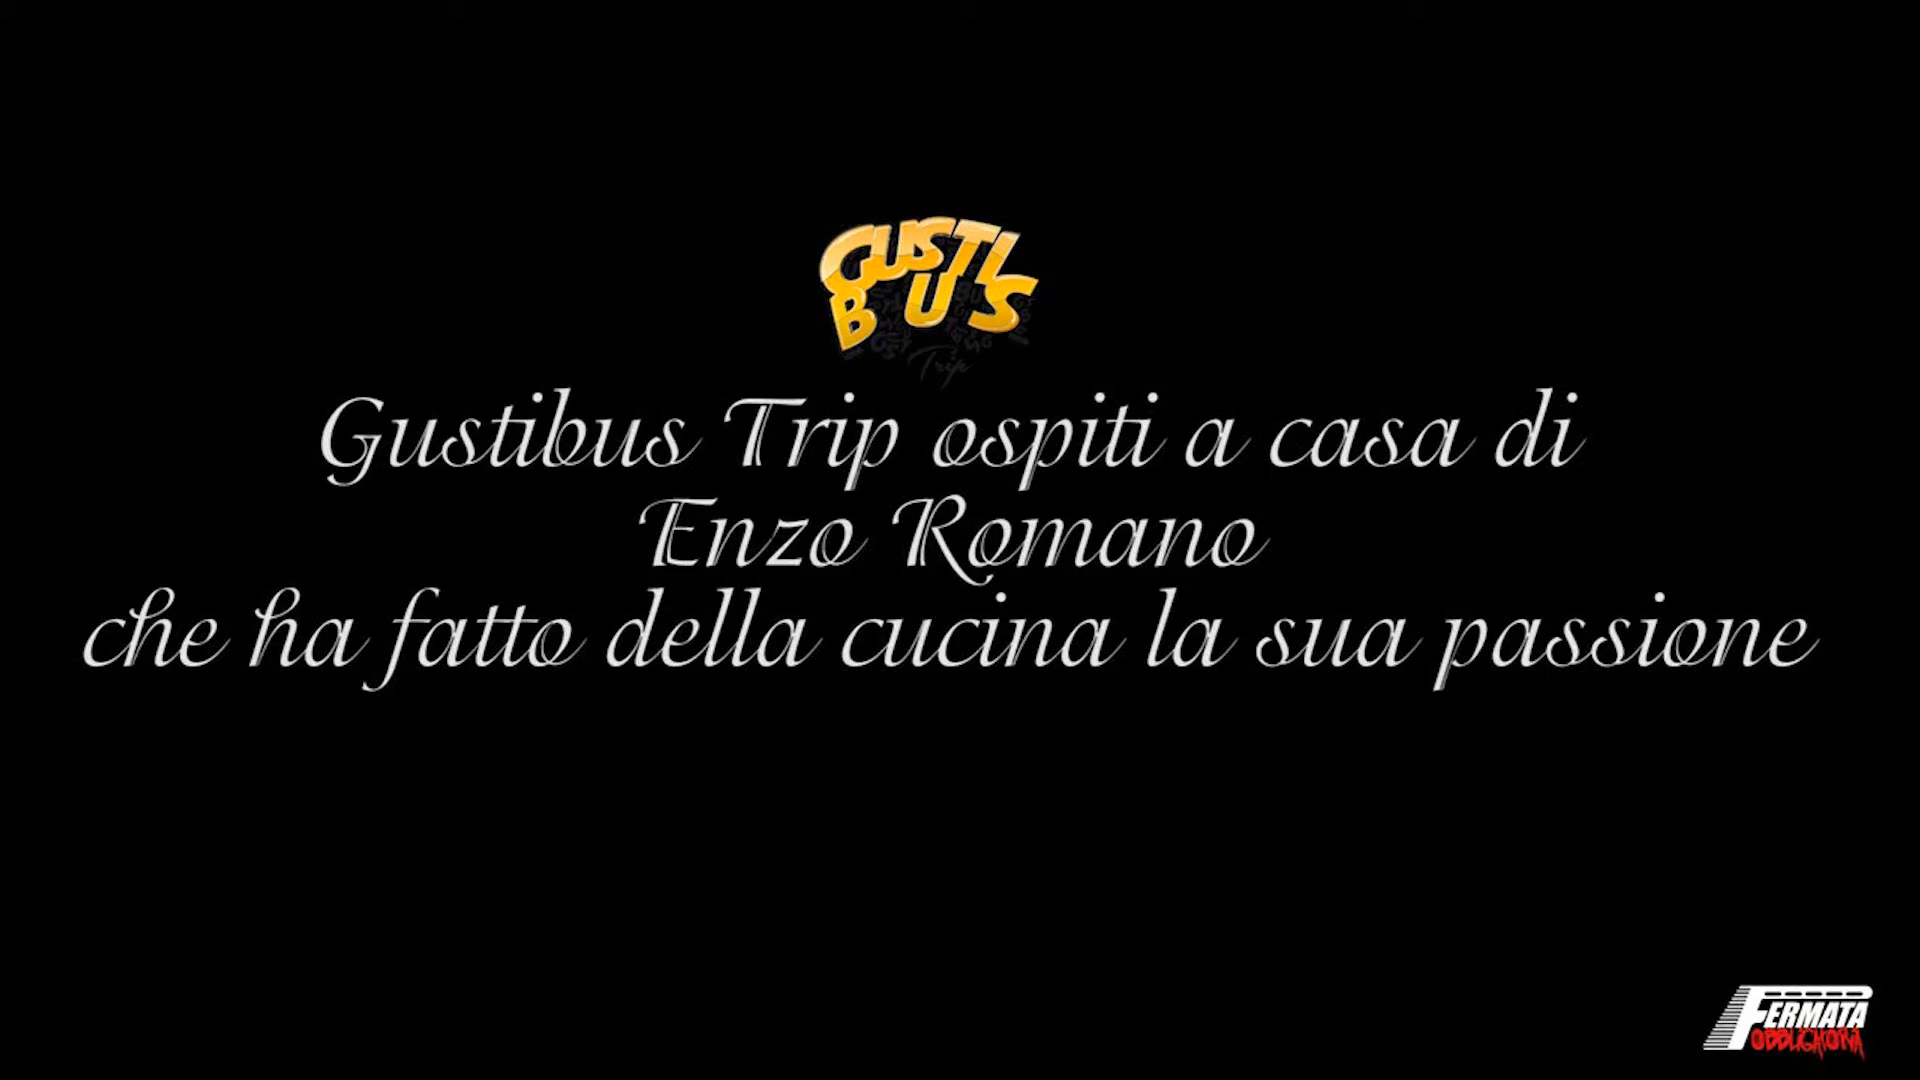 GUSTI
BUS
Trip
Gustibus Trip ospiti a casa di
Enzo Romano
che ha fatto della cucina la sua passione
FERMATA
OBBLIGATORIA